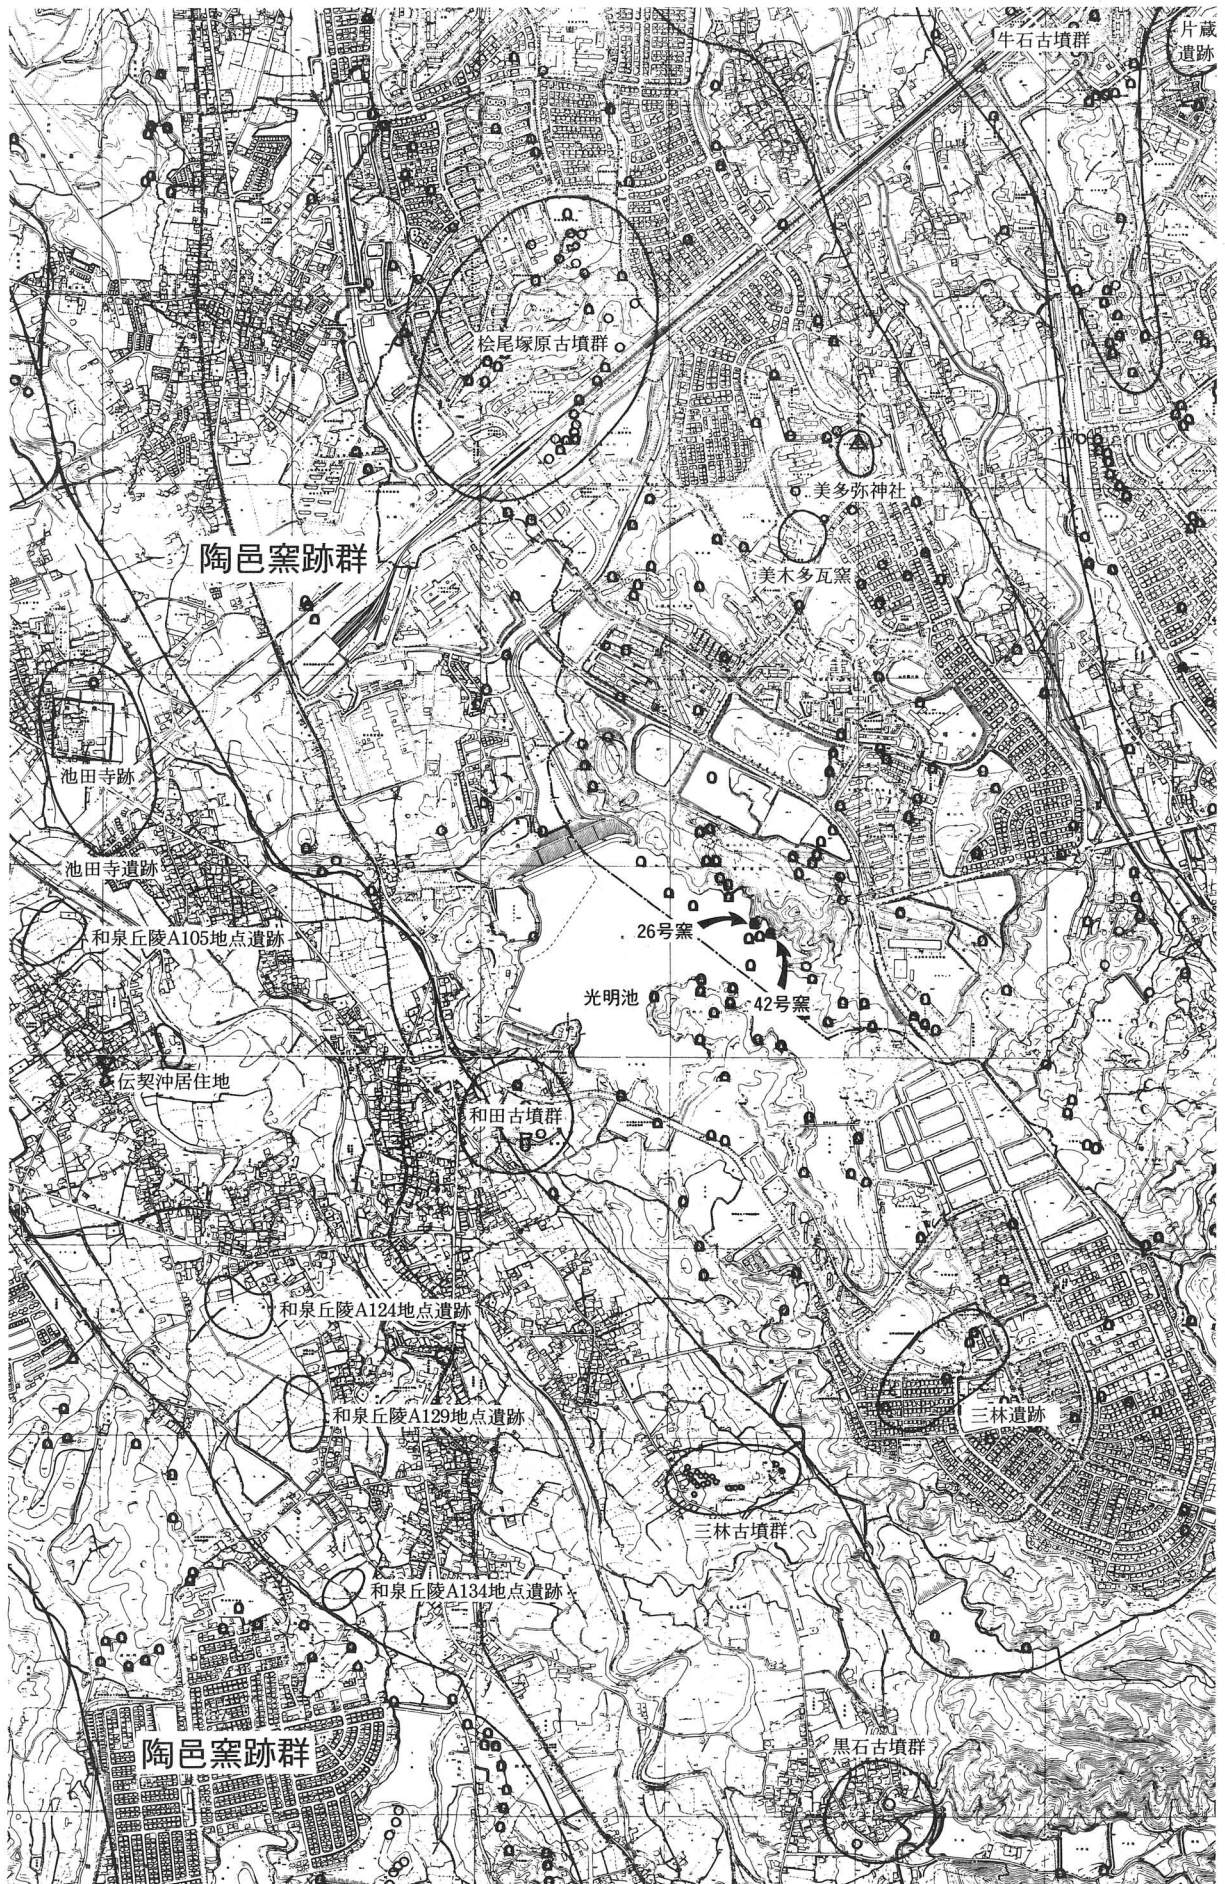 牛石古墳群
片蔵
遺跡
桧尾塚原古墳群
美多弥神社
陶邑窯跡群
美木多瓦窯
池田寺跡
池田寺遺跡
和泉丘陵A105地点遺跡
26号窯
光明池
42号窯
伝契沖居住地
和田古墳群
和泉丘陵A124地点遺跡
和泉丘陵A129地点遺跡
三林遺跡
三林古墳群
和泉丘陵A134地点遺跡
陶邑窯跡群
黒石古墳群